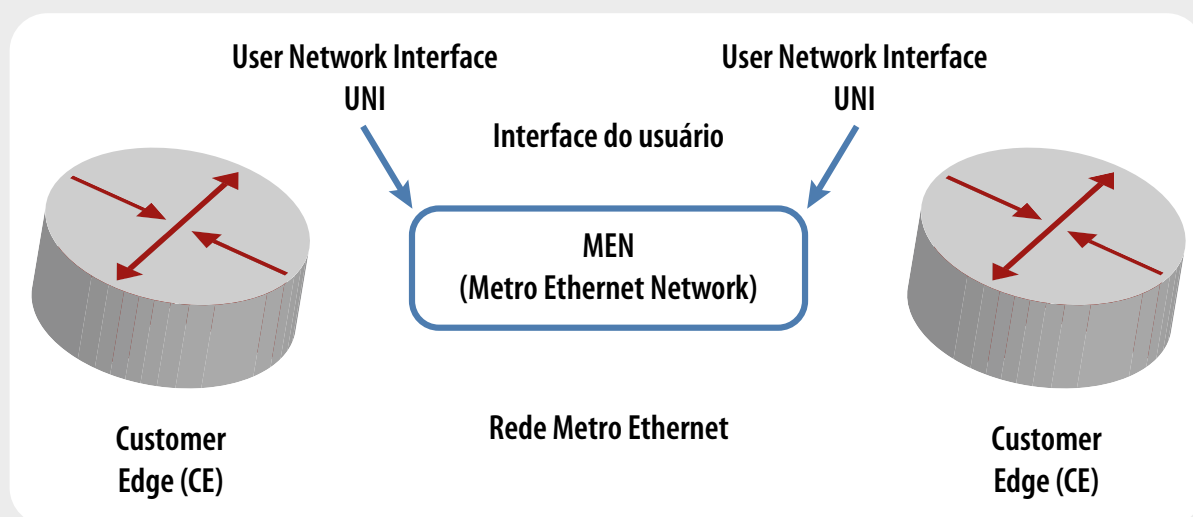 User Network Interface
UNI
User Network Interface
UNI
Interface do usuário
MEN
(Metro Ethernet Network)
Rede Metro Ethernet
Customer
Edge (CE)
Customer
Edge (CE)